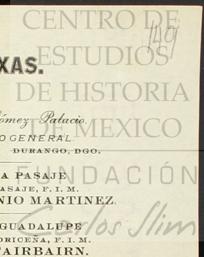 CENTRO DE
ESTUDIOS
XAS.
DE HISTORIA
Gómez Palacio.
O GENERAL
DE MEXICO
DURANGO, DGO.
A PASAJE
FUNDACIÓN
ASAJE, F. I. M.
NIO MARTINEZ.
Carlos Slim
GUADALUPE
DRICEÑA, F. I. M.
FAIRBAIRN.